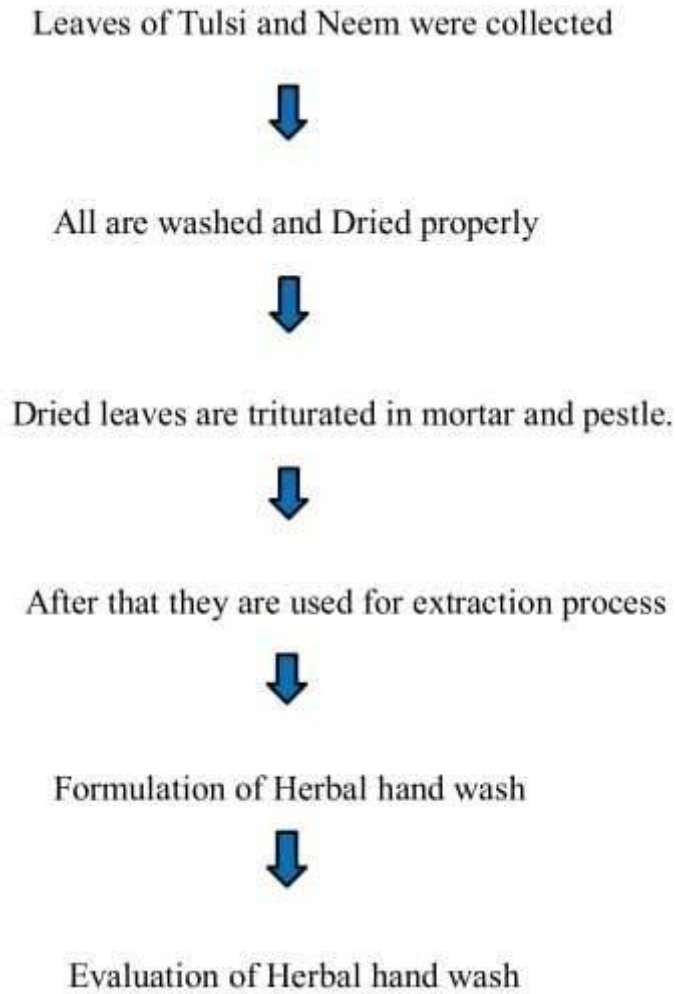 Leaves of Tulsi and Neem were collected
All are washed and Dried properly
Dried leaves are triturated in mortar and pestle.
After that they are used for extraction process
Formulation of Herbal hand wash
Evaluation of Herbal hand wash